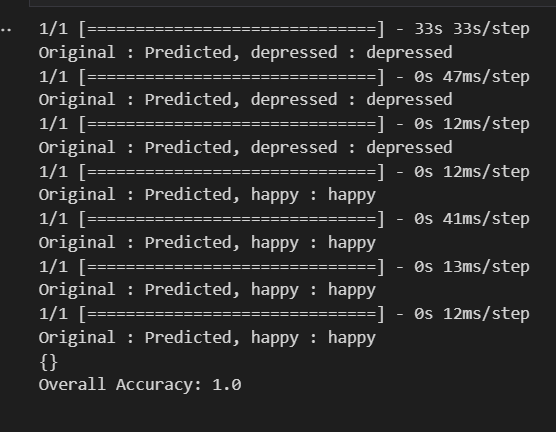 1/1 [==============================] - 33s 33s/step
Original : Predicted, depressed : depressed
1/1 [==============================] - 0s 47ms/step
Original : Predicted, depressed : depressed
1/1 [==============================] - 0s 12ms/step
Original : Predicted, depressed : depressed
1/1 [==============================] - 0s 12ms/step
Original : Predicted, happy : happy
1/1 [==============================] - 0s 41ms/step
Original : Predicted, happy : happy
1/1 [==============================] - 0s 13ms/step
Original : Predicted, happy : happy
1/1 [==============================] - 0s 12ms/step
Original : Predicted, happy : happy
{}
Overall Accuracy: 1.0